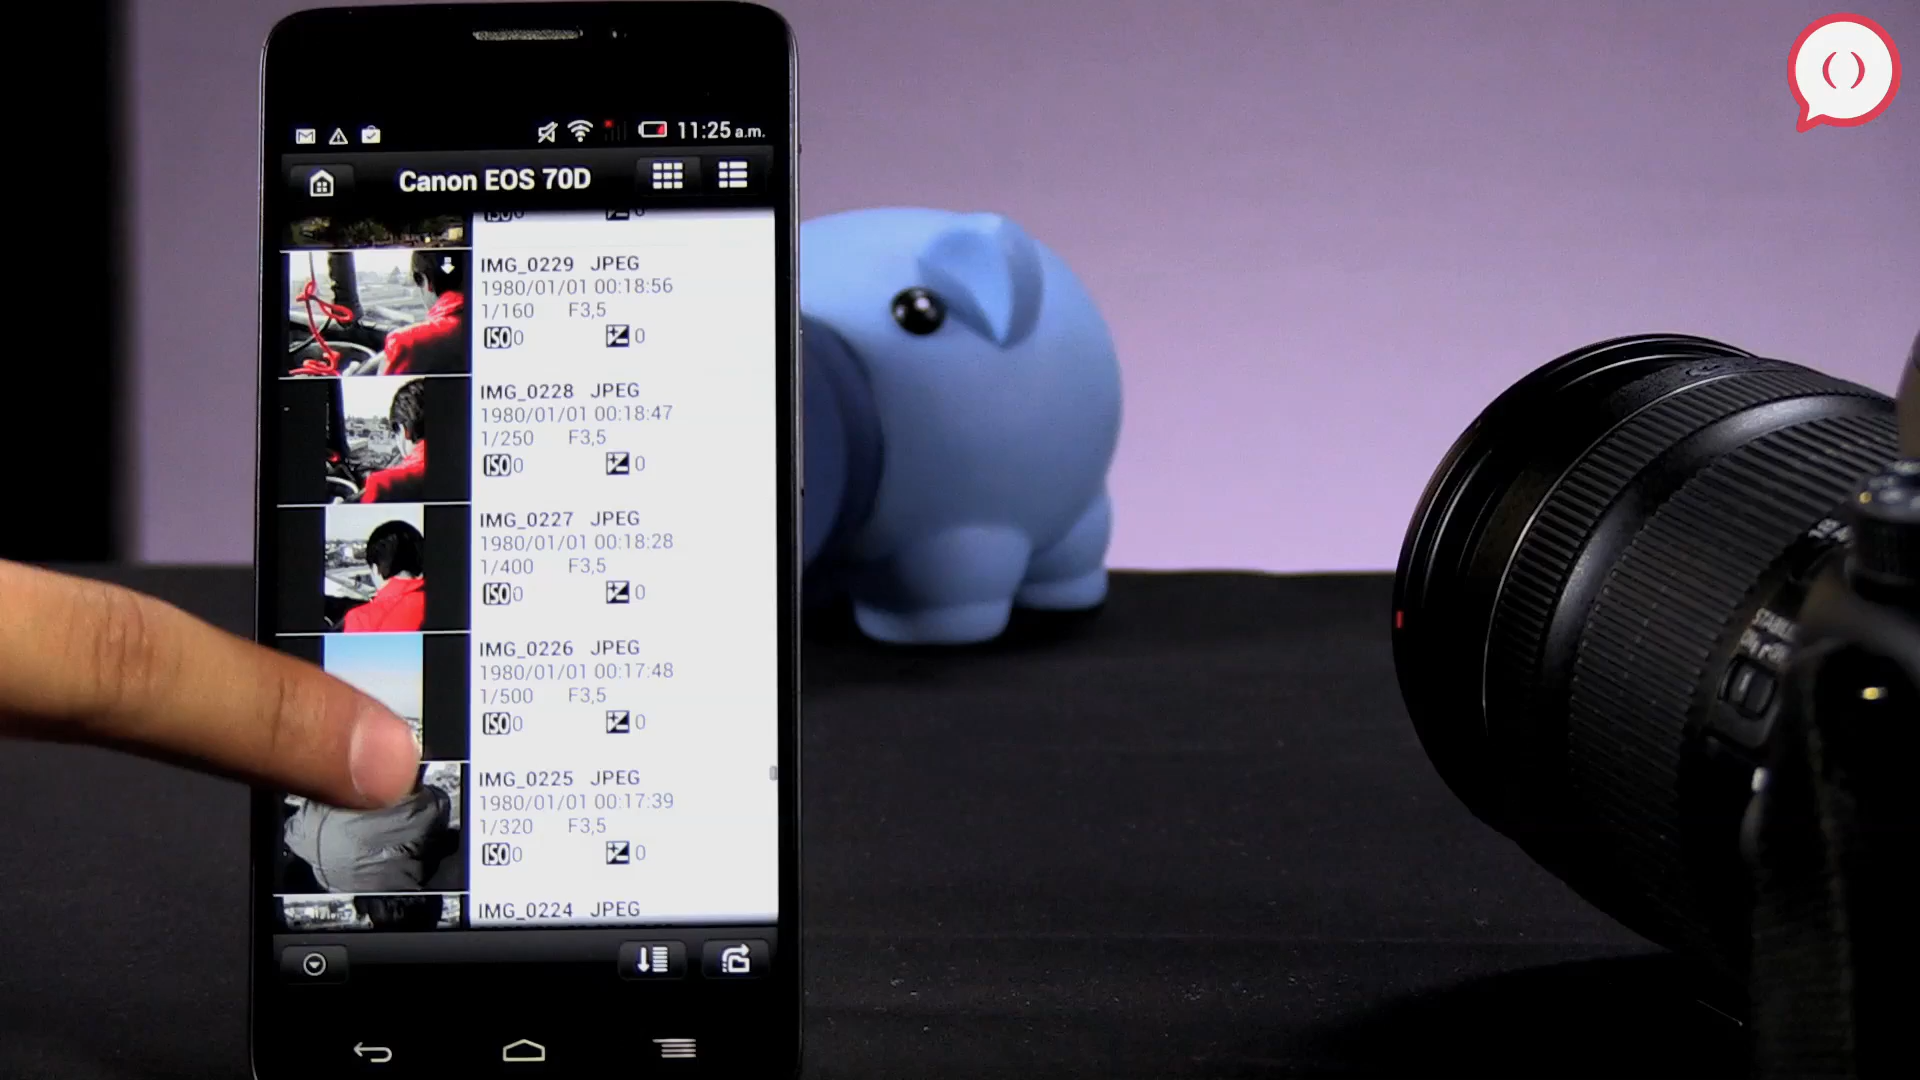 11:25 a.m.
Canon EOS 70D
ISO 0
IMG_0229 JPEG
1980/01/01 00:18:56
1/160 F3,5
ISO 0 0
IMG_0228 JPEG
1980/01/01 00:18:47
1/250 F3,5
ISO 0 0
IMG_0227 JPEG
1980/01/01 00:18:28
1/400 F3,5
ISO 0 0
IMG_0226 JPEG
1980/01/01 00:17:48
1/500 F3,5
ISO 0 0
IMG_0225 JPEG
1980/01/01 00:17:39
1/320 F3,5
ISO 0 0
IMG_0224 JPEG